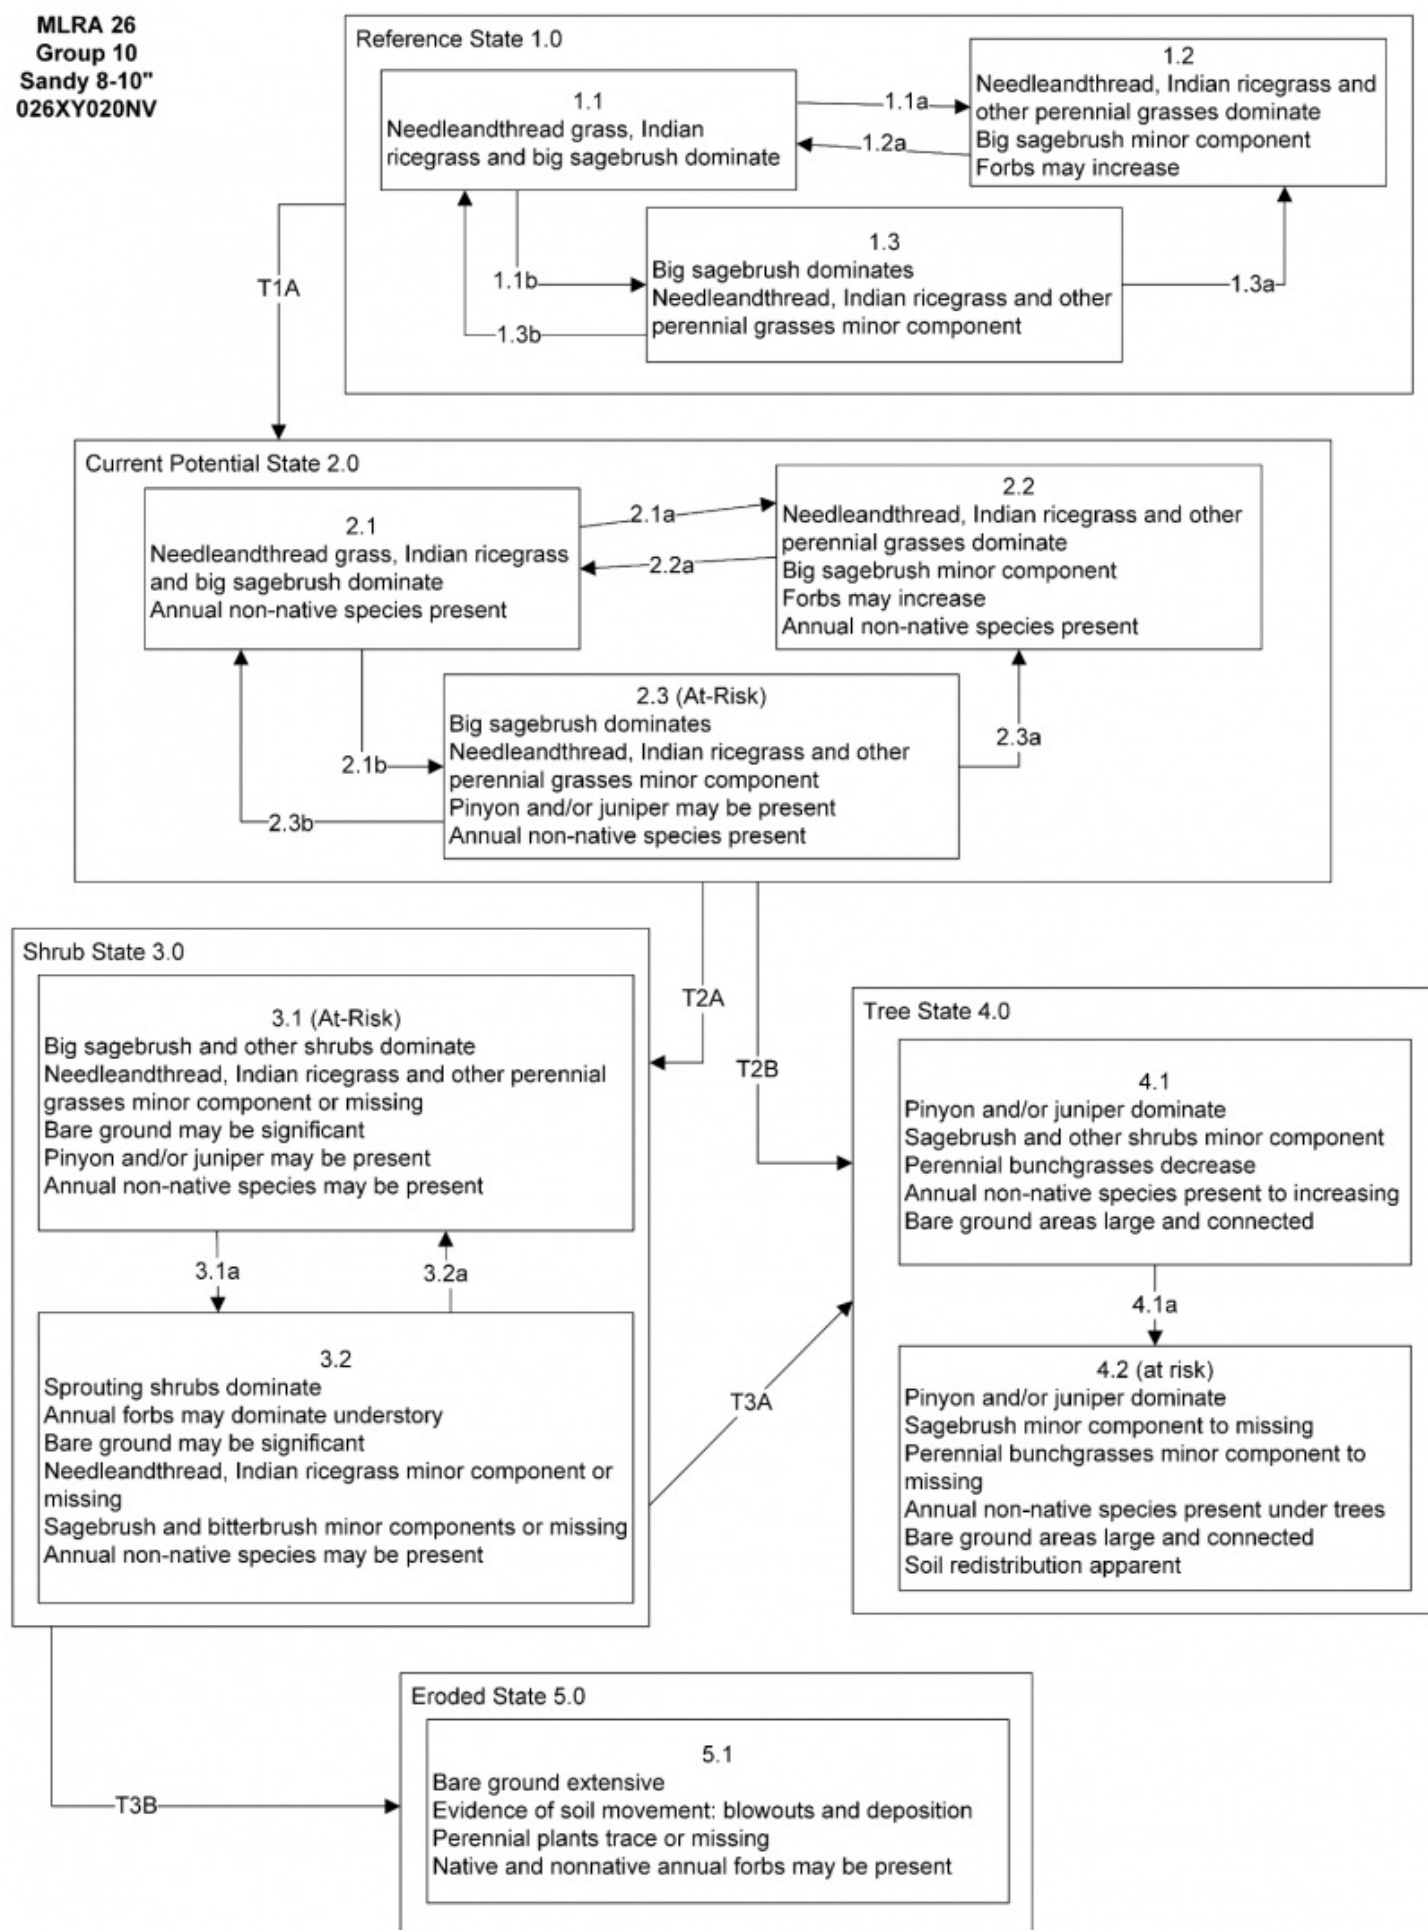 MLRA 26
Group 10
Sandy 8-10"
026XY020NV
Reference State 1.0
1.1
Needleandthread grass, Indian
ricegrass and big sagebrush dominate
1.1a
1.2a
1.2
Needleandthread, Indian ricegrass and
other perennial grasses dominate
Big sagebrush minor component
Forbs may increase
1.3
Big sagebrush dominates
Needleandthread, Indian ricegrass and other
perennial grasses minor component
1.1b
1.3b
1.3a
T1A
Current Potential State 2.0
2.1
Needleandthread grass, Indian ricegrass
and big sagebrush dominate
Annual non-native species present
2.1a
2.2a
2.2
Needleandthread, Indian ricegrass and other
perennial grasses dominate
Big sagebrush minor component
Forbs may increase
Annual non-native species present
2.3 (At-Risk)
Big sagebrush dominates
Needleandthread, Indian ricegrass and other
perennial grasses minor component
Pinyon and/or juniper may be present
Annual non-native species present
2.1b
2.3b
2.3a
T2A
T2B
Shrub State 3.0
3.1 (At-Risk)
Big sagebrush and other shrubs dominate
Needleandthread, Indian ricegrass and other perennial
grasses minor component or missing
Bare ground may be significant
Pinyon and/or juniper may be present
Annual non-native species may be present
3.1a
3.2a
3.2
Sprouting shrubs dominate
Annual forbs may dominate understory
Bare ground may be significant
Needleandthread, Indian ricegrass minor component or
missing
Sagebrush and bitterbrush minor components or missing
Annual non-native species may be present
T3A
Tree State 4.0
4.1
Pinyon and/or juniper dominate
Sagebrush and other shrubs minor component
Perennial bunchgrasses decrease
Annual non-native species present to increasing
Bare ground areas large and connected
4.1a
4.2 (at risk)
Pinyon and/or juniper dominate
Sagebrush minor component to missing
Perennial bunchgrasses minor component to
missing
Annual non-native species present under trees
Bare ground areas large and connected
Soil redistribution apparent
T3B
Eroded State 5.0
5.1
Bare ground extensive
Evidence of soil movement: blowouts and deposition
Perennial plants trace or missing
Native and nonnative annual forbs may be present